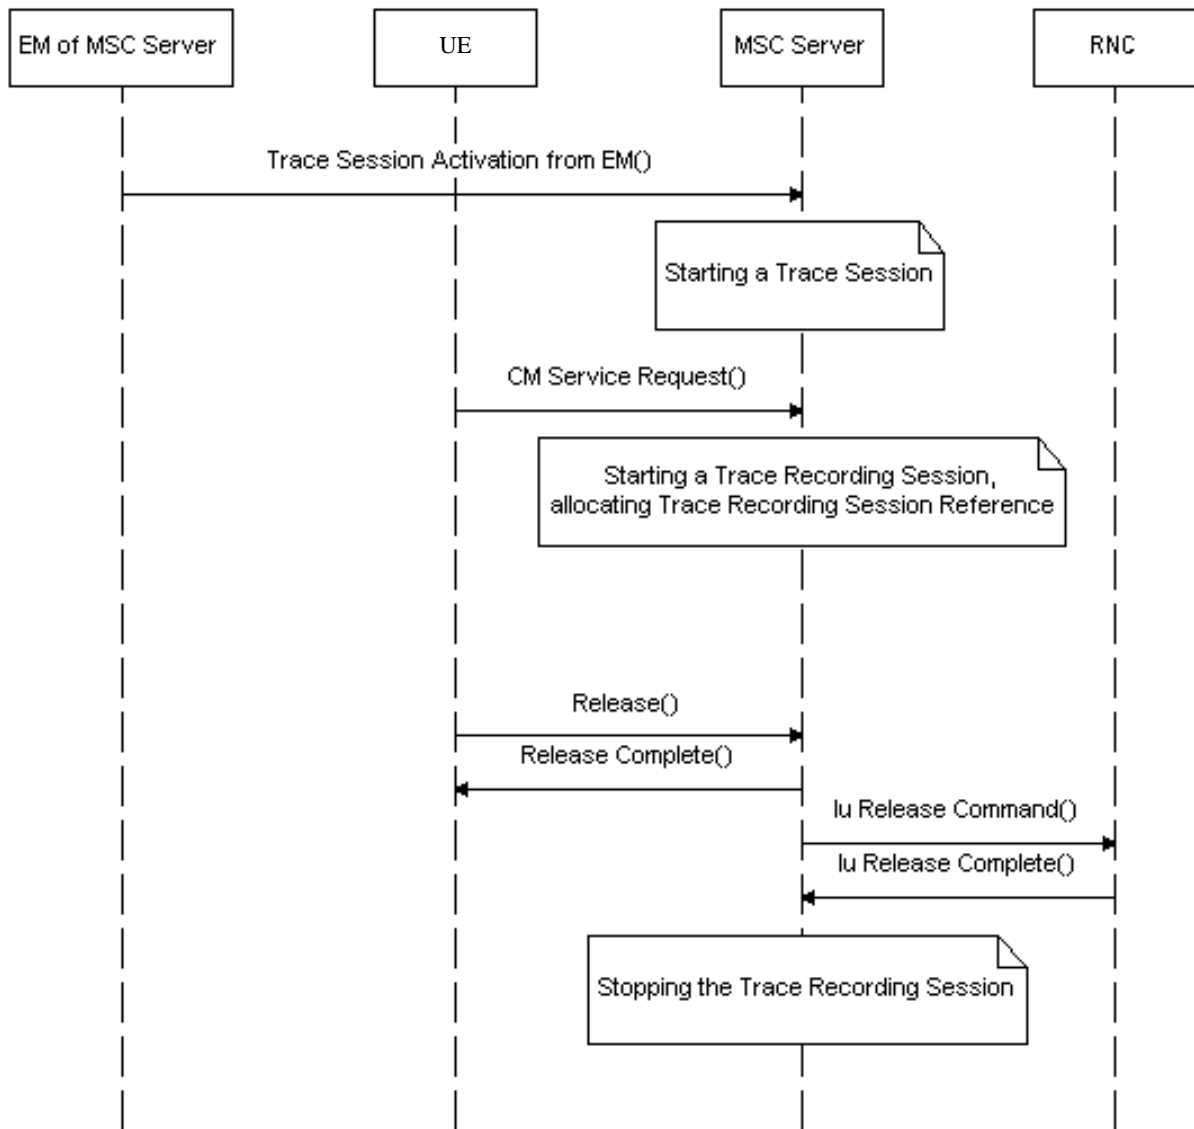 EM of MSC Server
UE
MSC Server
RNC
Trace Session Activation from EM()
Starting a Trace Session
CM Service Request()
Starting a Trace Recording Session,
allocating Trace Recording Session Reference
Release()
Release Complete()
Iu Release Command()
Iu Release Complete()
Stopping the Trace Recording Session